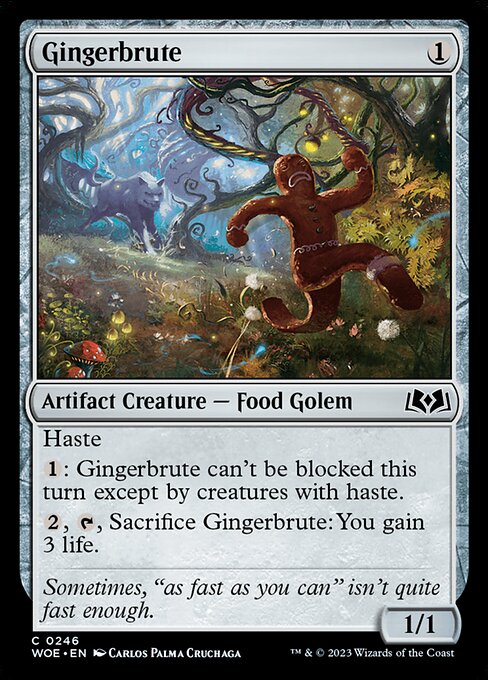 Gingerbrute 1
Artifact Creature — Food Golem
Haste
1: Gingerbrute can't be blocked this
turn except by creatures with haste.
2, , Sacrifice Gingerbrute: You gain
3 life.
Sometimes, “as fast as you can” isn't quite
fast enough.
1/1
C 0246
WOE • EN Carlos Palma Cruchaga
™ & © 2023 Wizards of the Coast